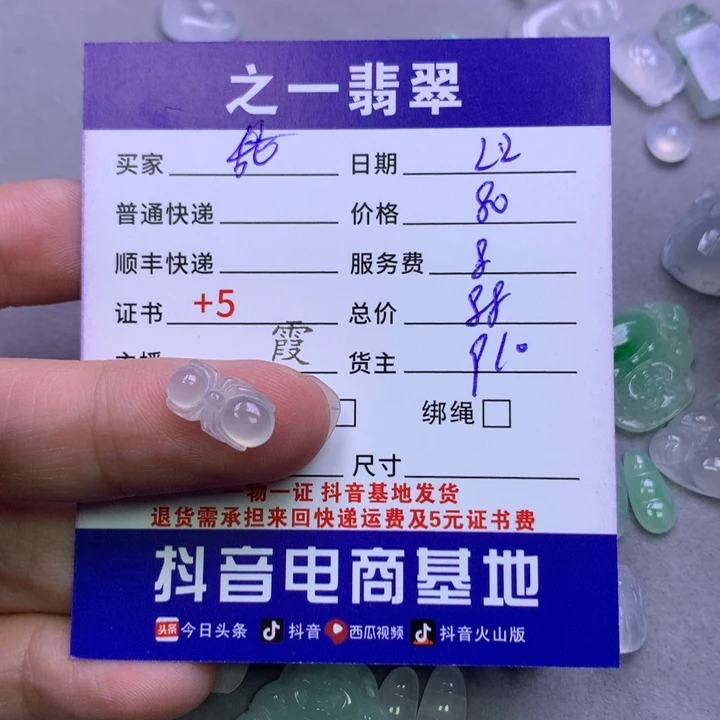 之一翡翠
买家 日期 22
普通快递 价格 80
顺丰快递 服务费 8
证书 +5 总价 88
主播 霞 货主
绑绳
尺寸
一物一证 抖音基地发货
退货需承担来回快递运费及5元证书费
抖音电商基地
头条 今日头条 抖音 西瓜视频 抖音火山版